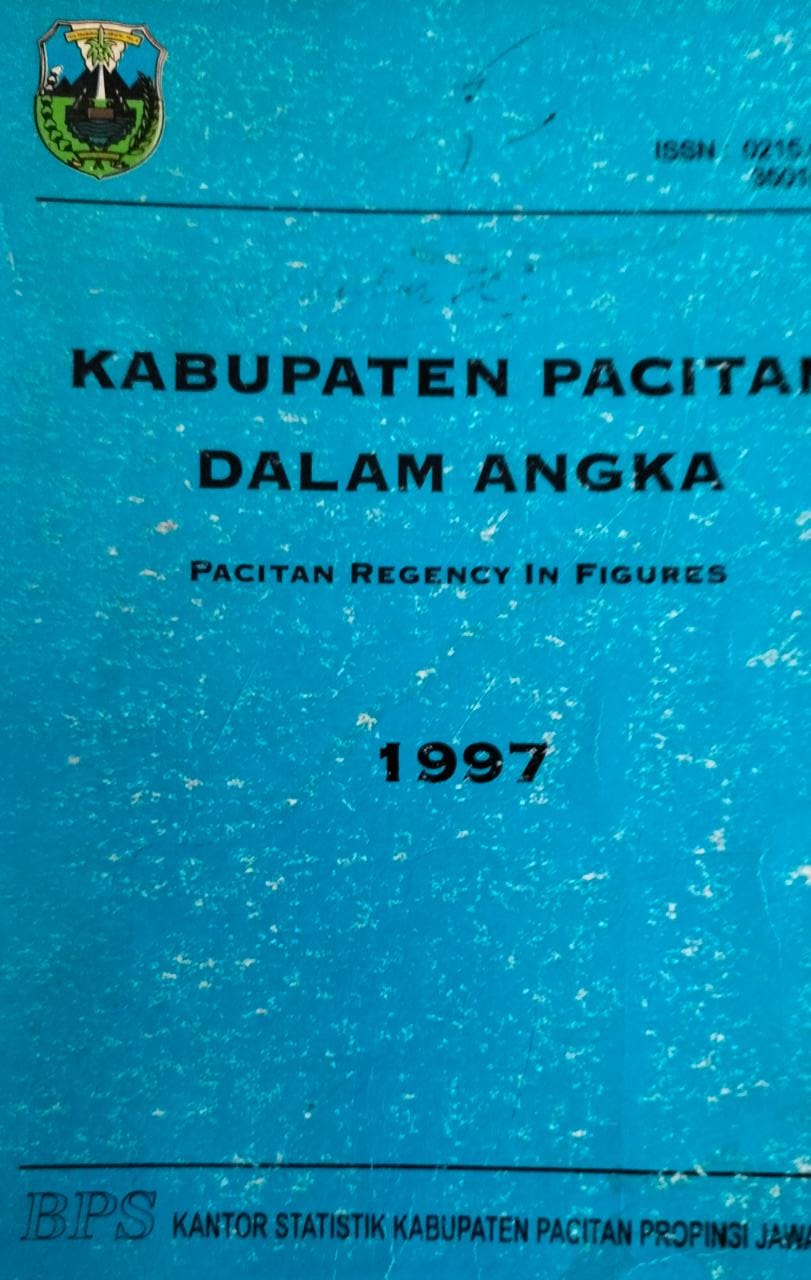 ISSN : 0215
KABUPATEN PACITAN
DALAM ANGKA
PACITAN REGENCY IN FIGURES
1997
BPS KANTOR STATISTIK KABUPATEN PACITAN PROPINSI JAWA